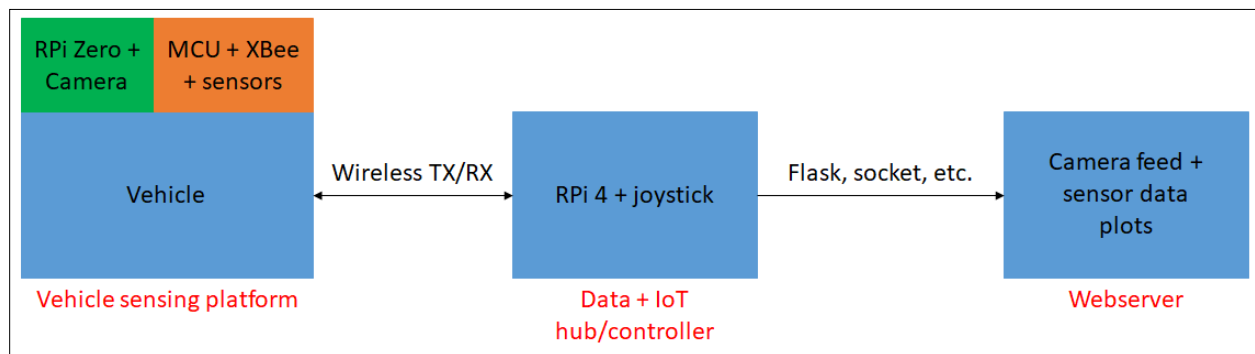 RPi Zero +
Camera
MCU + XBee
+ sensors
Vehicle
Wireless TX/RX
RPi 4 + joystick
Flask, socket, etc.
Camera feed +
sensor data
plots
Vehicle sensing platform
Data + IoT
hub/controller
Webserver